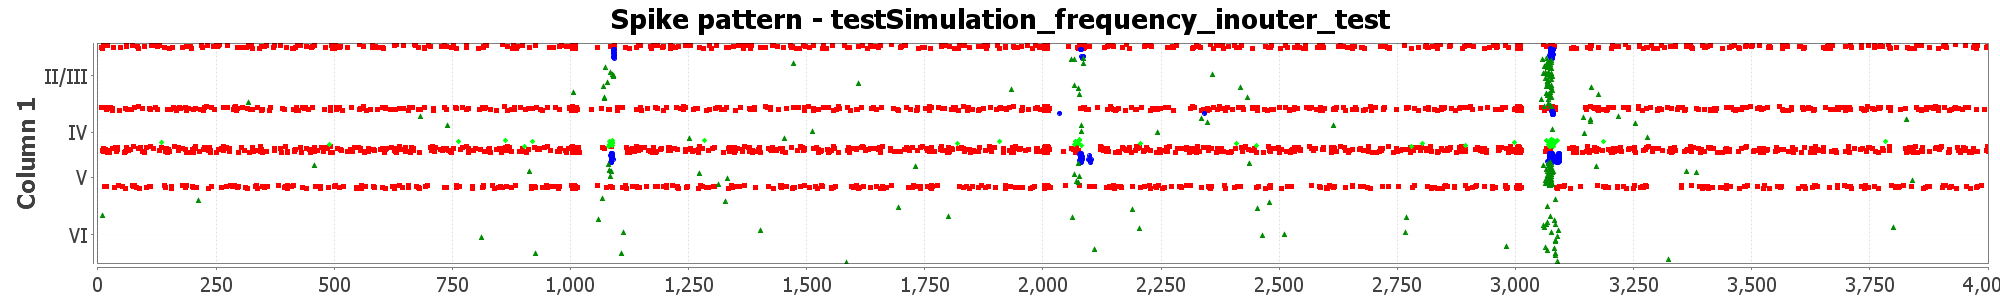 Spike pattern - testSimulation_frequency_inouter_test
Column 1
II/III
IV
V
VI
0 250 500 750 1,000 1,250 1,500 1,750 2,000 2,250 2,500 2,750 3,000 3,250 3,500 3,750 4,00